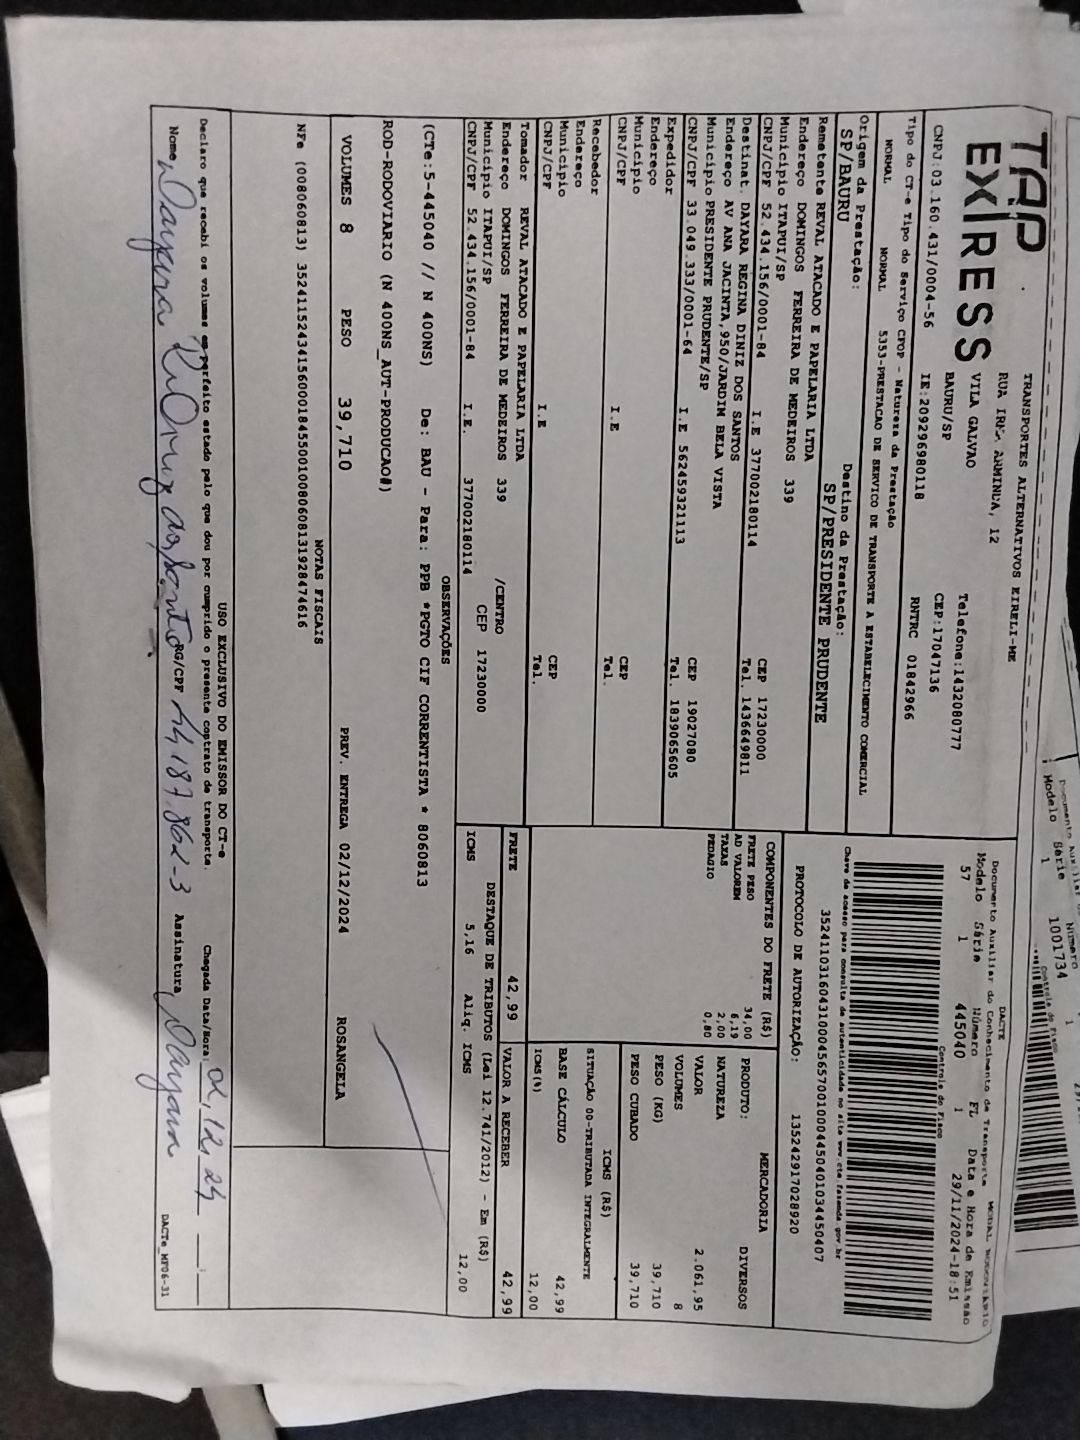 TAP EXPRESS
TRANSPORTES ALTERNATIVOS EIRELI-ME
RUA IRMA ARMINDA, 12
VILA GALVAO
Telefone:1432080777
BAURU/SP
CEP:17047136
CNPJ:03.160.431/0004-56
IE:209296980118
RNTRC 01842966
Tipo do CT-e Tipo do Serviço CFOP - Natureza da Prestação
NORMAL NORMAL 5353-PRESTACAO DE SERVICO DE TRANSPORTE A ESTABELECIMENTO COMERCIAL
Origem da Prestação:
SP/BAURU
Destino da Prestação:
SP/PRESIDENTE PRUDENTE
Remetente REVAL ATACADO E PAPELARIA LTDA
Endereço DOMINGOS FERREIRA DE MEDEIROS 339
Município ITAPUI/SP CEP 17230000
CNPJ/CPF 52.434.156/0001-84 I.E 377002180114 Tel. 1436649811
Destinat. DAYARA REGINA DINIZ DOS SANTOS
Endereço AV ANA JACINTA,950/JARDIM BELA VISTA
Município PRESIDENTE PRUDENTE/SP CEP 19027080
CNPJ/CPF 33.049.333/0001-64 I.E 562459321113 Tel. 1839065605
Expedidor
Endereço
Município CEP
CNPJ/CPF I.E Tel.
Recebedor
Endereço
Município CEP
CNPJ/CPF I.E Tel.
Tomador REVAL ATACADO E PAPELARIA LTDA
Endereço DOMINGOS FERREIRA DE MEDEIROS 339 /CENTRO
Município ITAPUI/SP CEP 17230000
CNPJ/CPF 52.434.156/0001-84 I.E. 377002180114
DACTE
Documento Auxiliar do Conhecimento de Transporte MODAL RODOVIARIO
Modelo Série Número FL Data e Hora de Emissão
57 1 445040 1 29/11/2024-18:51
Controle do Fisco
Chave de acesso para consulta de autenticidade no site www.cte.fazenda.gov.br
35241103160431000456570010004450401034450407
PROTOCOLO DE AUTORIZAÇÃO: 135242917028920
COMPONENTES DO FRETE (R$)
FRETE PESO 34,00
AD VALOREM 6,19
TAXAS 2,00
PEDAGIO 0,80
FRETE 42,99
MERCADORIA
PRODUTO: DIVERSOS
NATUREZA
VALOR 2.061,95
VOLUMES 8
PESO (KG) 39,710
PESO CUBADO 39,710
ICMS (R$)
SITUAÇÃO 00-TRIBUTADA INTEGRALMENTE
BASE CÁLCULO 42,99
ICMS(%) 12,00
VALOR A RECEBER 42,99
DESTAQUE DE TRIBUTOS (Lei 12.741/2012) - Em (R$)
ICMS 5,16 Aliq. ICMS 12,00
OBSERVAÇÕES
(CTe:5-445040 // N 400NS) De: BAU - Para: PPB *PGTO CIF CORRENTISTA * 8060813
ROD-RODOVIARIO (N 400NS_AUT-PRODUCAO#)
VOLUMES 8 PESO 39,710 PREV. ENTREGA 02/12/2024 ROSANGELA
NOTAS FISCAIS
NFe (008060813) 35241152434156000184550010080608131928474616
USO EXCLUSIVO DO EMISSOR DO CT-e
Declaro que recebi os volumes em perfeito estado pelo que dou por cumprido o presente contrato de transporte. Chegada Data/Hora: 02/12/24
Nome Dayara R Diniz dos Santos RG/CPF 44187.862-3 Assinatura Dayara
DACTe_MF06-31
Modelo Série Número
1 1001734
Controle do Fisco